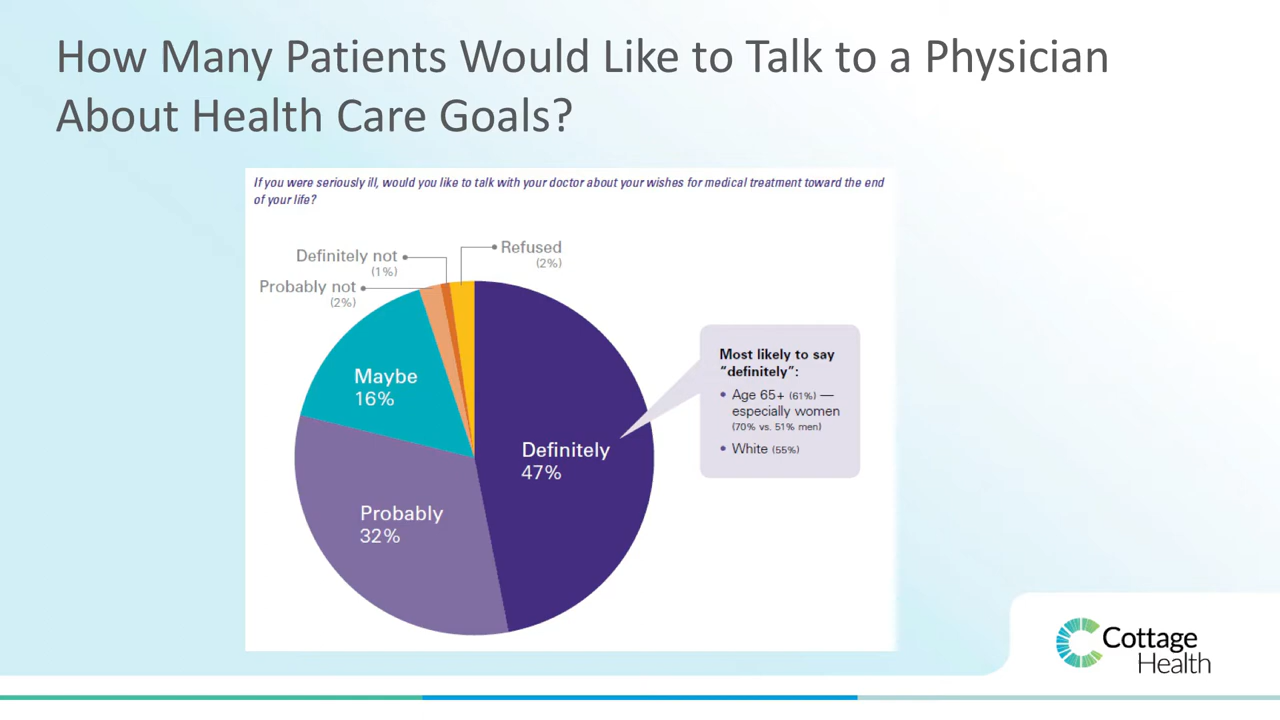 How Many Patients Would Like to Talk to a Physician
About Health Care Goals?
If you were seriously ill, would you like to talk with your doctor about your wishes for medical treatment toward the end
of your life?
Definitely not
(1%)
Refused
(2%)
Probably not
(2%)
Maybe
16%
Definitely
47%
Probably
32%
Most likely to say
“definitely”:
• Age 65+ (61%) —
especially women
(70% vs. 51% men)
• White (55%)
Cottage
Health